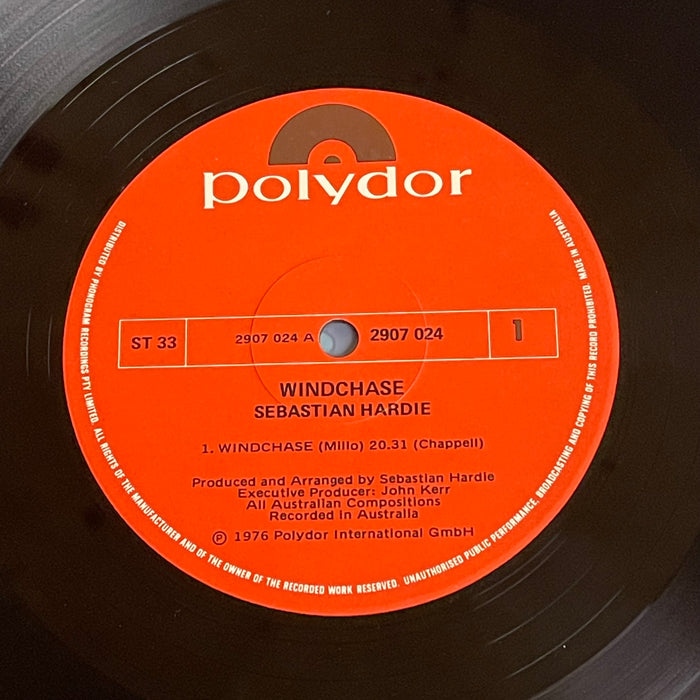 polydor
ST 33
2907 024 A
2907 024
1
WINDCHASE
SEBASTIAN HARDIE
1. WINDCHASE (Millo) 20.31 (Chappell)
Produced and Arranged by Sebastian Hardie
Executive Producer: John Kerr
All Australian Compositions
Recorded in Australia
Ⓟ 1976 Polydor International GmbH
DISTRIBUTED BY PHONOGRAM RECORDINGS PTY LIMITED. ALL RIGHTS OF THE MANUFACTURER AND OF THE OWNER OF THE RECORDED WORK RESERVED. UNAUTHORISED PUBLIC PERFORMANCE, BROADCASTING AND COPYING OF THIS RECORD PROHIBITED. MADE IN AUSTRALIA